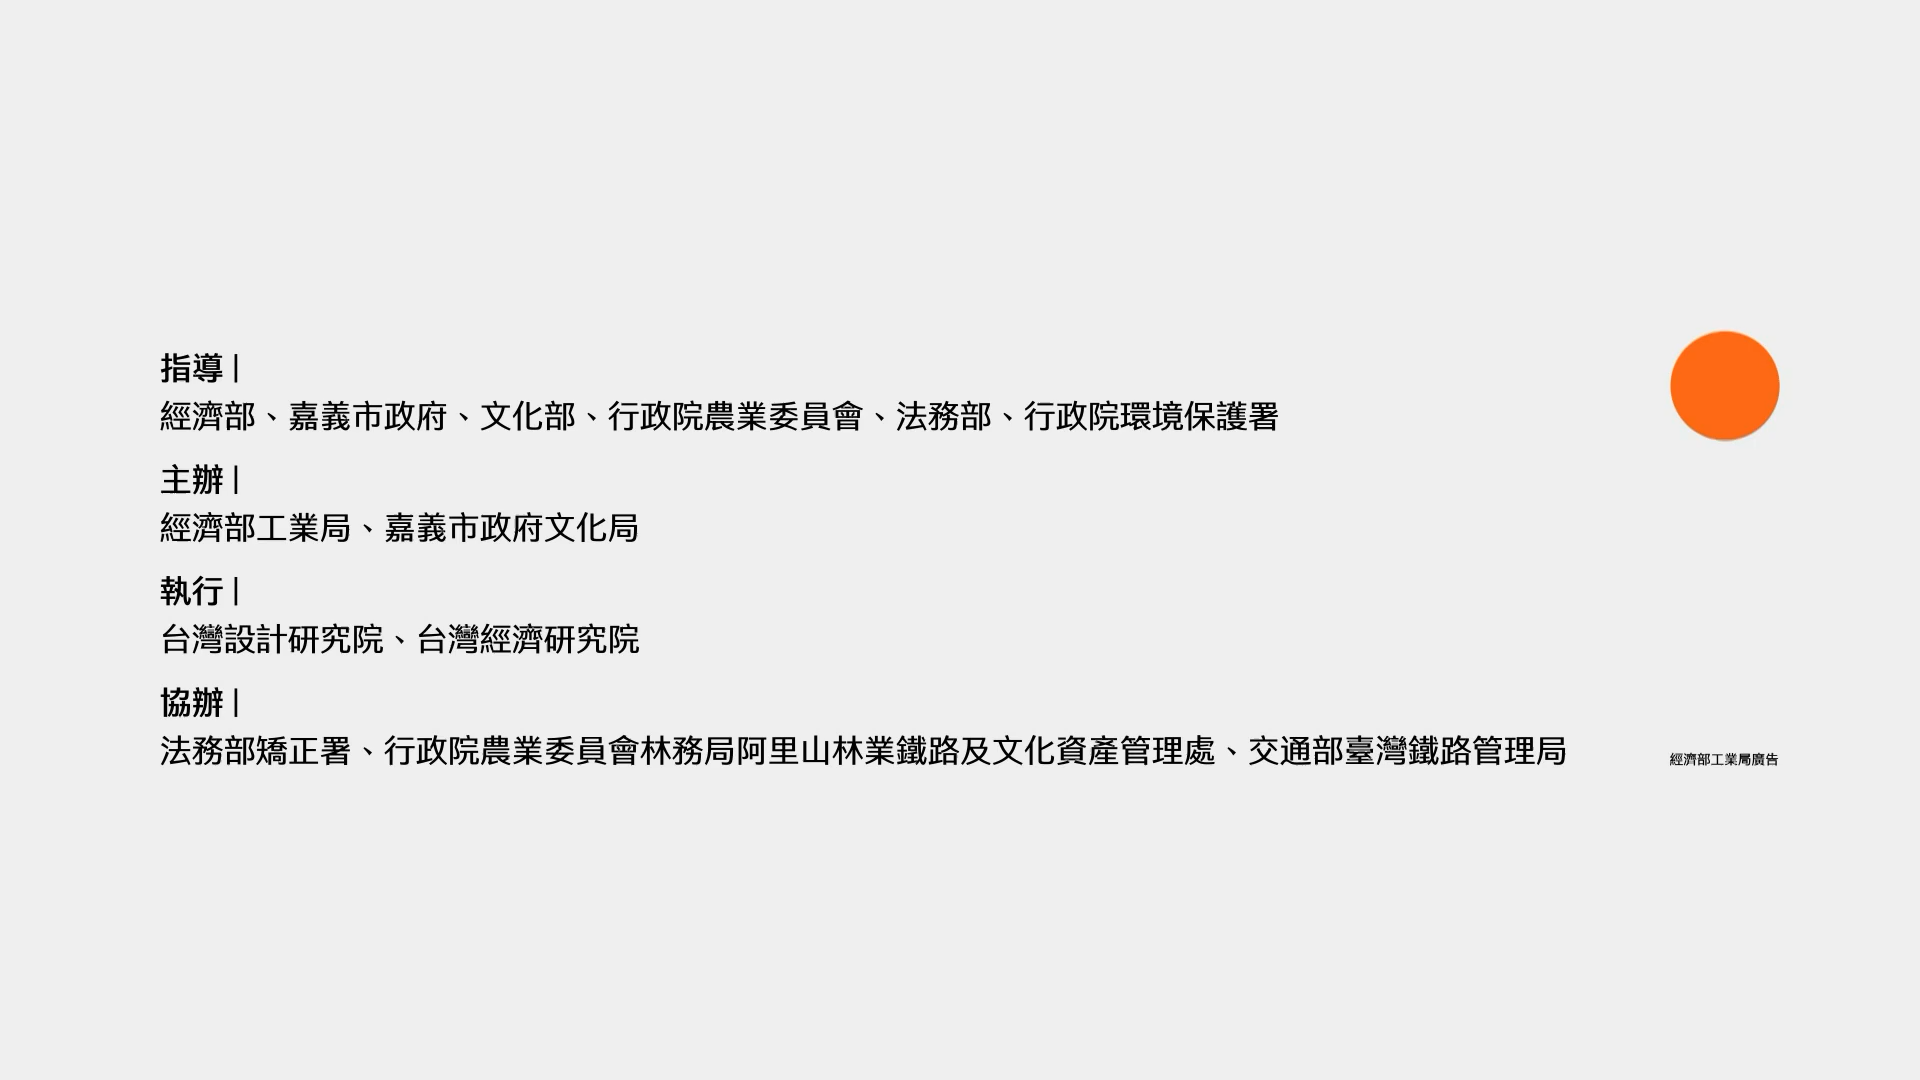 指導 |
經濟部、嘉義市政府、文化部、行政院農業委員會、法務部、行政院環境保護署
主辦 |
經濟部工業局、嘉義市政府文化局
執行 |
台灣設計研究院、台灣經濟研究院
協辦 |
法務部矯正署、行政院農業委員會林務局阿里山林業鐵路及文化資產管理處、交通部臺灣鐵路管理局
經濟部工業局廣告